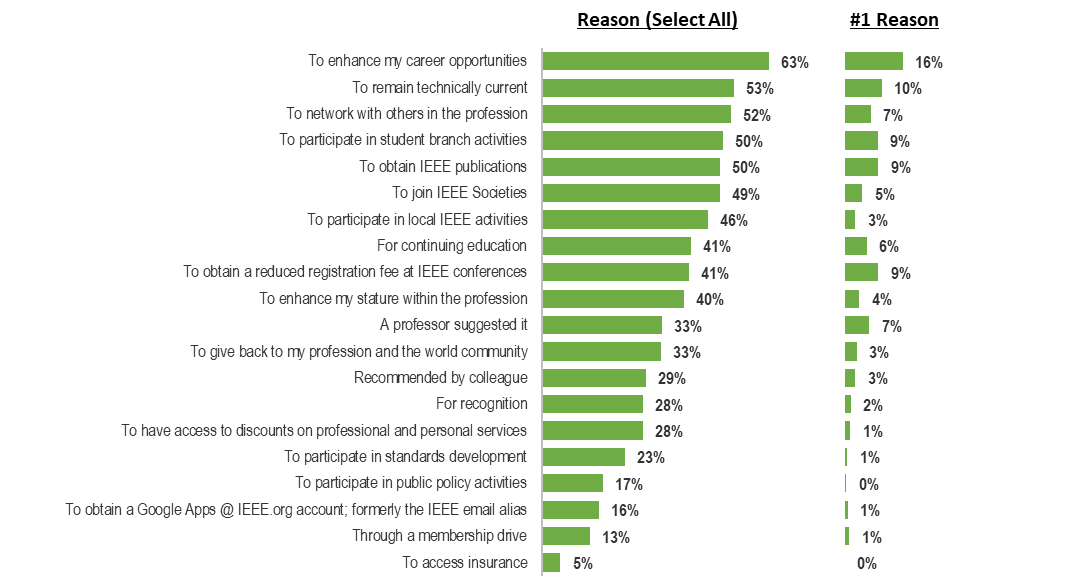 Reason (Select All) #1 Reason
To enhance my career opportunities 63% 16%
To remain technically current 53% 10%
To network with others in the profession 52% 7%
To participate in student branch activities 50% 9%
To obtain IEEE publications 50% 9%
To join IEEE Societies 49% 5%
To participate in local IEEE activities 46% 3%
For continuing education 41% 6%
To obtain a reduced registration fee at IEEE conferences 41% 9%
To enhance my stature within the profession 40% 4%
A professor suggested it 33% 7%
To give back to my profession and the world community 33% 3%
Recommended by colleague 29% 3%
For recognition 28% 2%
To have access to discounts on professional and personal services 28% 1%
To participate in standards development 23% 1%
To participate in public policy activities 17% 0%
To obtain a Google Apps @ IEEE.org account; formerly the IEEE email alias 16% 1%
Through a membership drive 13% 1%
To access insurance 5% 0%